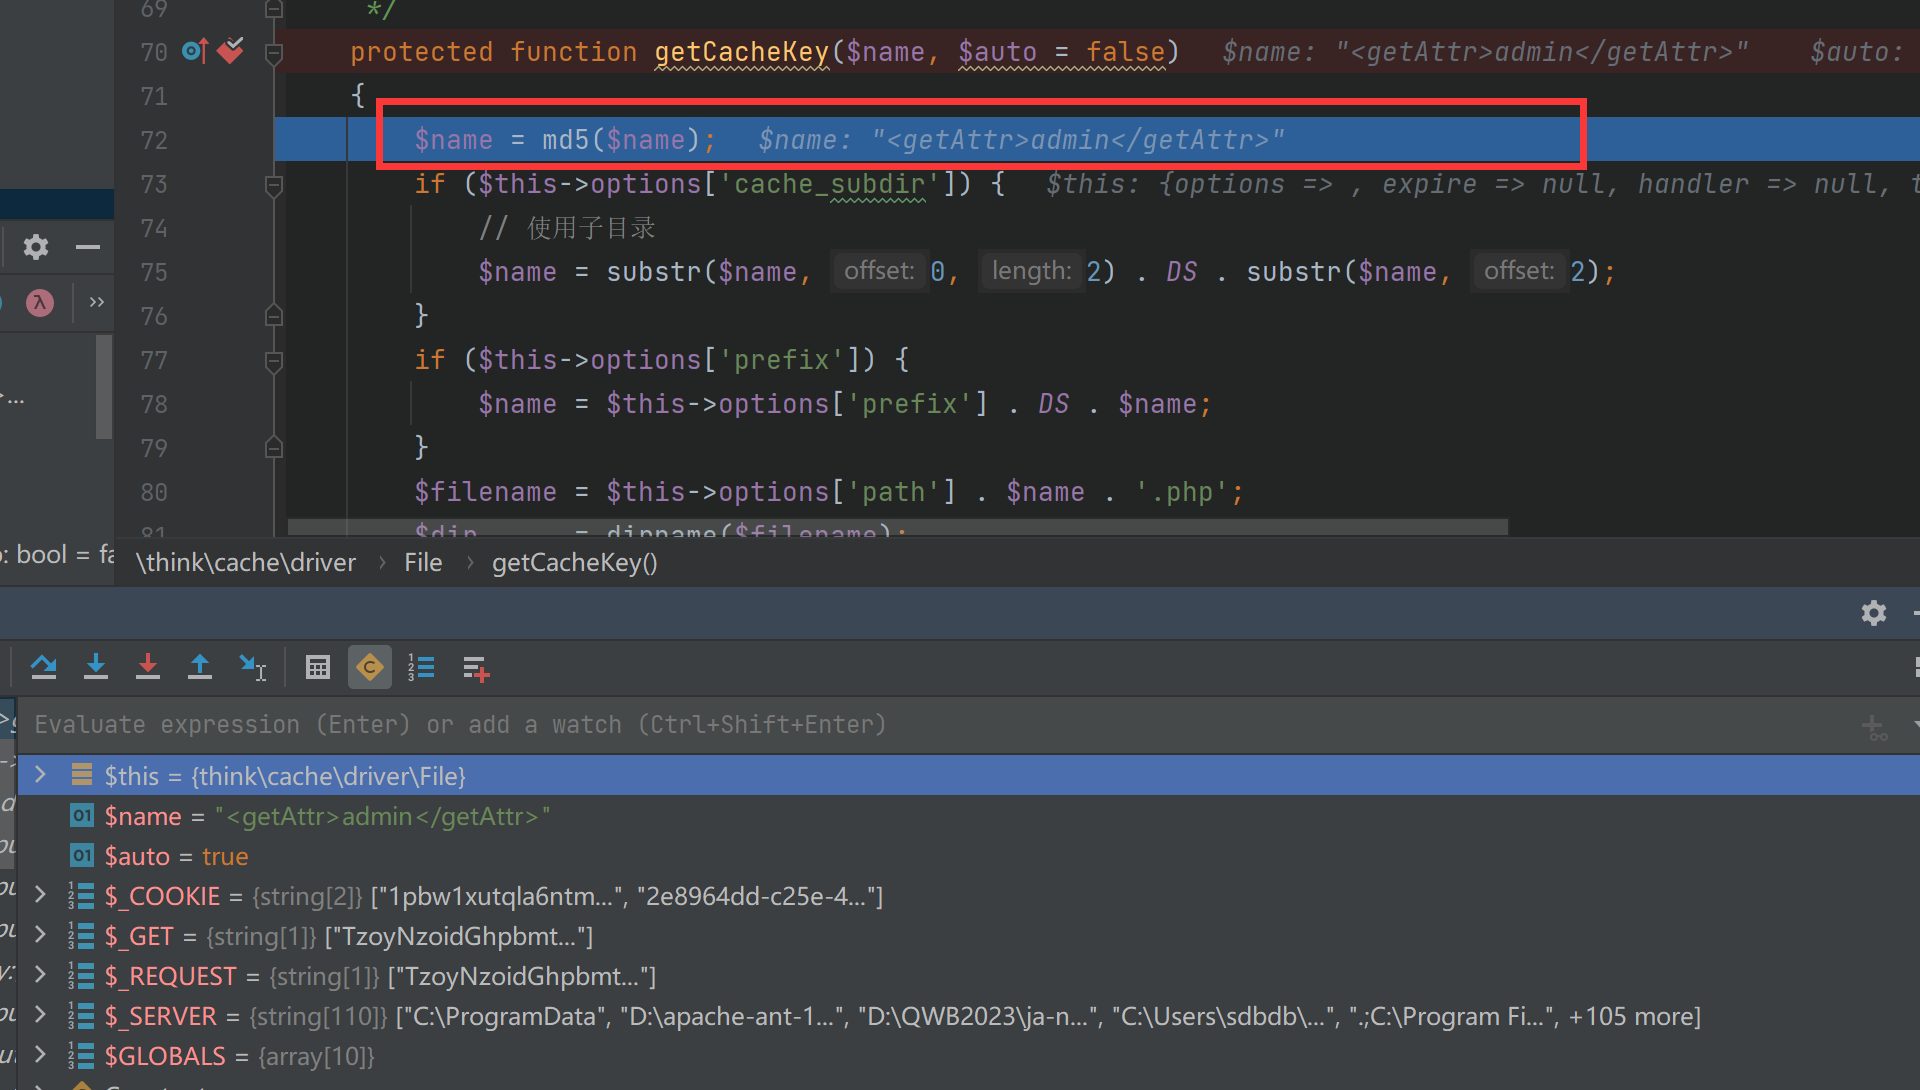 69 */
70 protected function getCacheKey($name, $auto = false) $name: "<getAttr>admin</getAttr>" $auto:
71 {
72 $name = md5($name); $name: "<getAttr>admin</getAttr>"
73 if ($this->options['cache_subdir']) { $this: {options => , expire => null, handler => null, t
74 // 使用子目录
75 $name = substr($name, offset: 0, length: 2) . DS . substr($name, offset: 2);
76 }
77 if ($this->options['prefix']) {
78 $name = $this->options['prefix'] . DS . $name;
79 }
80 $filename = $this->options['path'] . $name . '.php';
81 $dir = dirname($filename);
: bool = fa
\think\cache\driver › File › getCacheKey()
Evaluate expression (Enter) or add a watch (Ctrl+Shift+Enter)
$this = {think\cache\driver\File}
$name = "<getAttr>admin</getAttr>"
$auto = true
$_COOKIE = {string[2]} ["1pbw1xutqla6ntm...", "2e8964dd-c25e-4..."]
$_GET = {string[1]} ["TzoyNzoidGhpbmt..."]
$_REQUEST = {string[1]} ["TzoyNzoidGhpbmt..."]
$_SERVER = {string[110]} ["C:\ProgramData", "D:\apache-ant-1...", "D:\QWB2023\ja-n...", "C:\Users\sdbdb\...", ".;C:\Program Fi...", +105 more]
$GLOBALS = {array[10]}